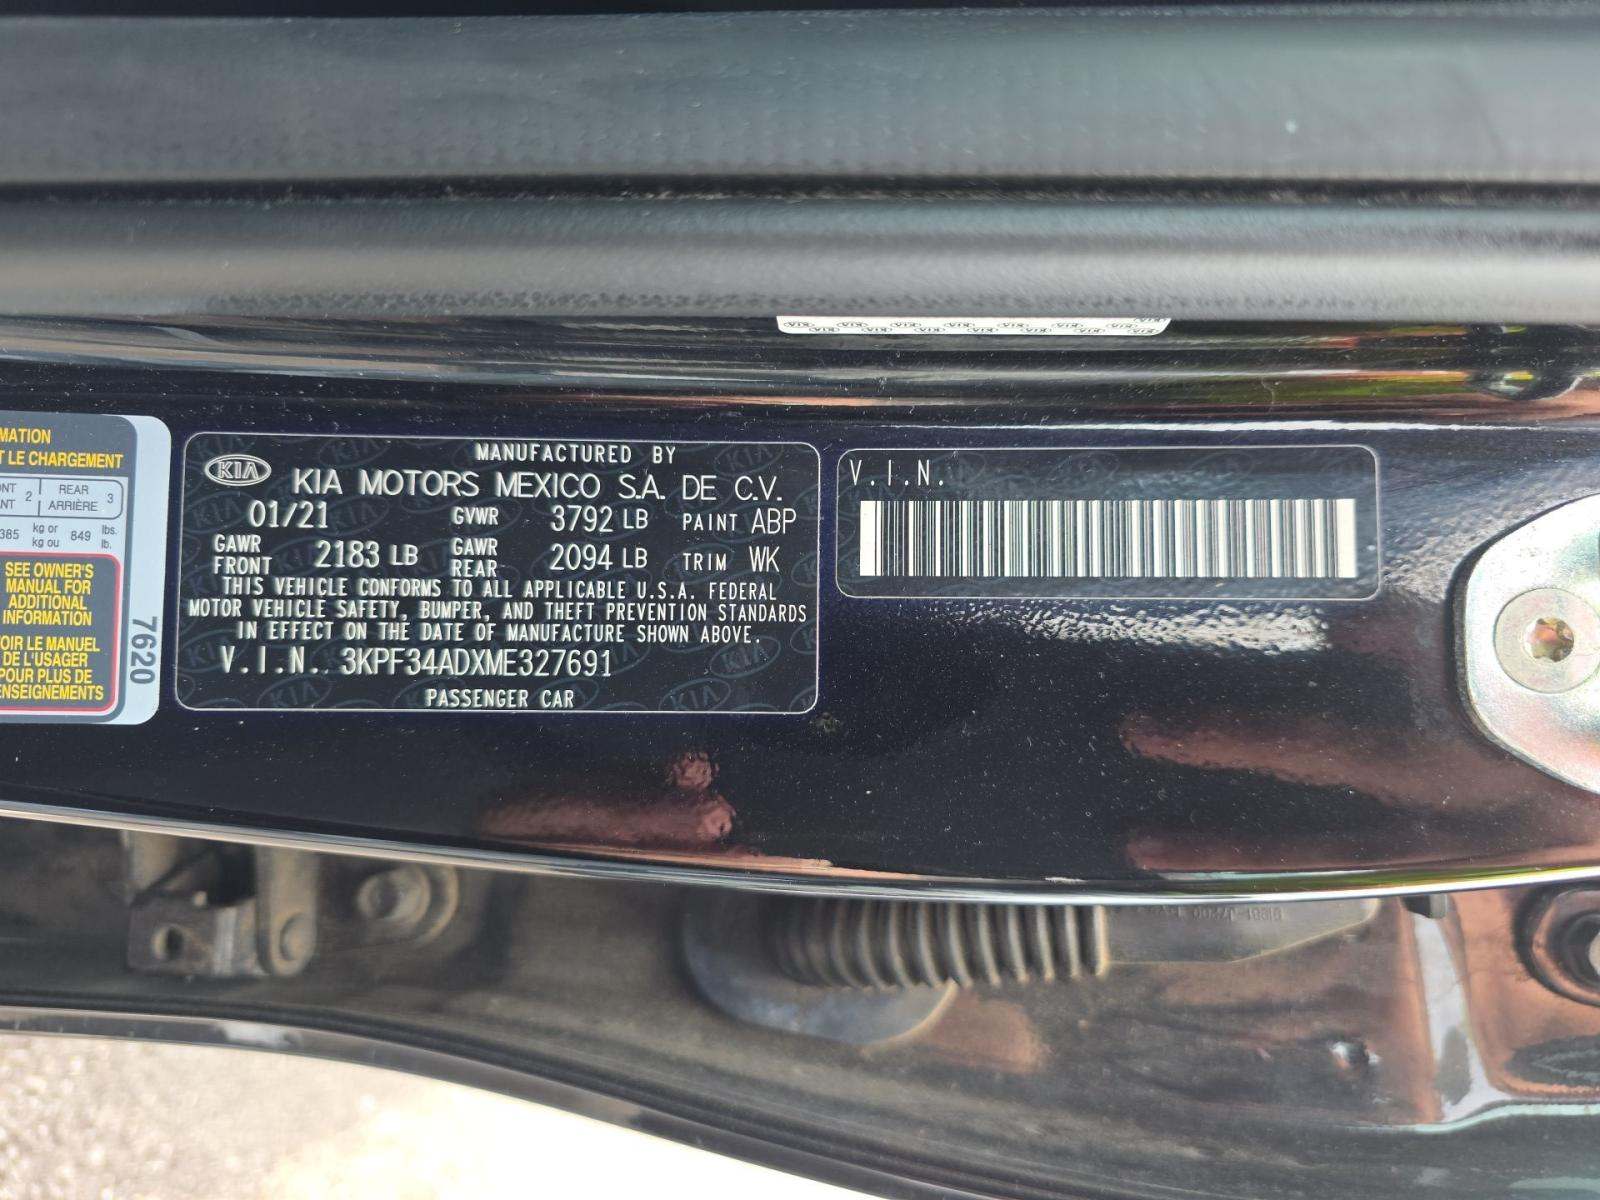 MATION
T LE CHARGEMENT
NT 2 REAR 3
NT ARRIÈRE
385 kg or 849 lbs.
kg ou lb.
SEE OWNER'S
MANUAL FOR
ADDITIONAL
INFORMATION
OIR LE MANUEL
DE L'USAGER
POUR PLUS DE
ENSEIGNEMENTS
7620
MANUFACTURED BY
KIA KIA MOTORS MEXICO S.A. DE C.V.
01/21 GVWR 3792 LB PAINT ABP
GAWR FRONT 2183 LB GAWR REAR 2094 LB TRIM WK
THIS VEHICLE CONFORMS TO ALL APPLICABLE U.S.A. FEDERAL
MOTOR VEHICLE SAFETY, BUMPER, AND THEFT PREVENTION STANDARDS
IN EFFECT ON THE DATE OF MANUFACTURE SHOWN ABOVE.
V.I.N.. 3KPF34ADXME327691
PASSENGER CAR
V.I.N.